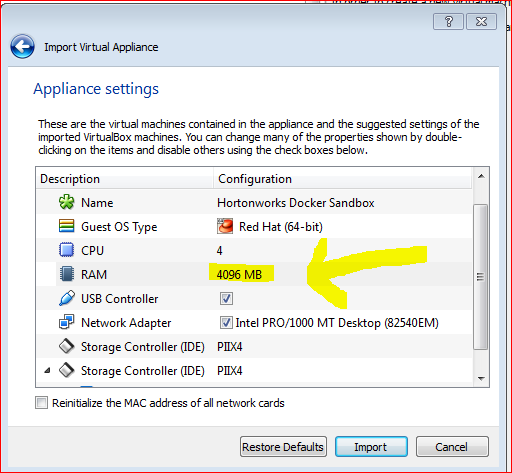 Import Virtual Appliance
Appliance settings
These are the virtual machines contained in the appliance and the suggested settings of the
imported VirtualBox machines. You can change many of the properties shown by double-
clicking on the items and disable others using the check boxes below.
Description Configuration
Name Hortonworks Docker Sandbox
Guest OS Type Red Hat (64-bit)
CPU 4
RAM 4096 MB
USB Controller
Network Adapter Intel PRO/1000 MT Desktop (82540EM)
Storage Controller (IDE) PIIX4
Storage Controller (IDE) PIIX4
Reinitialize the MAC address of all network cards
Restore Defaults Import Cancel